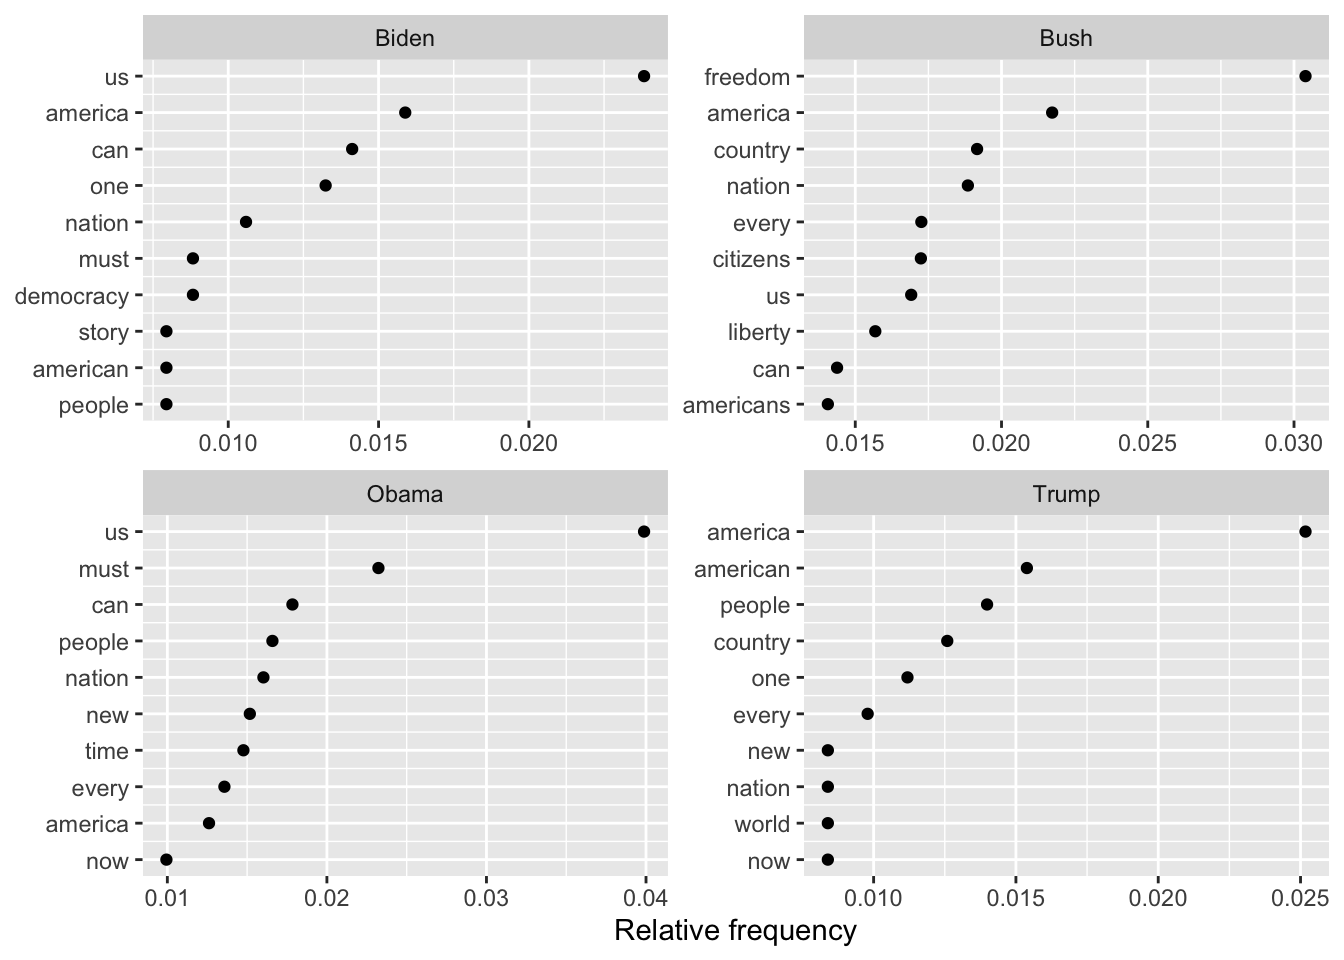 Biden
us
america
can
one
nation
must
democracy
story
american
people
0.010 0.015 0.020
Bush
freedom
america
country
nation
every
citizens
us
liberty
can
americans
0.015 0.020 0.025 0.030
Obama
us
must
can
people
nation
new
time
every
america
now
0.01 0.02 0.03 0.04
Trump
america
american
people
country
one
every
new
nation
world
now
0.010 0.015 0.020 0.025
Relative frequency